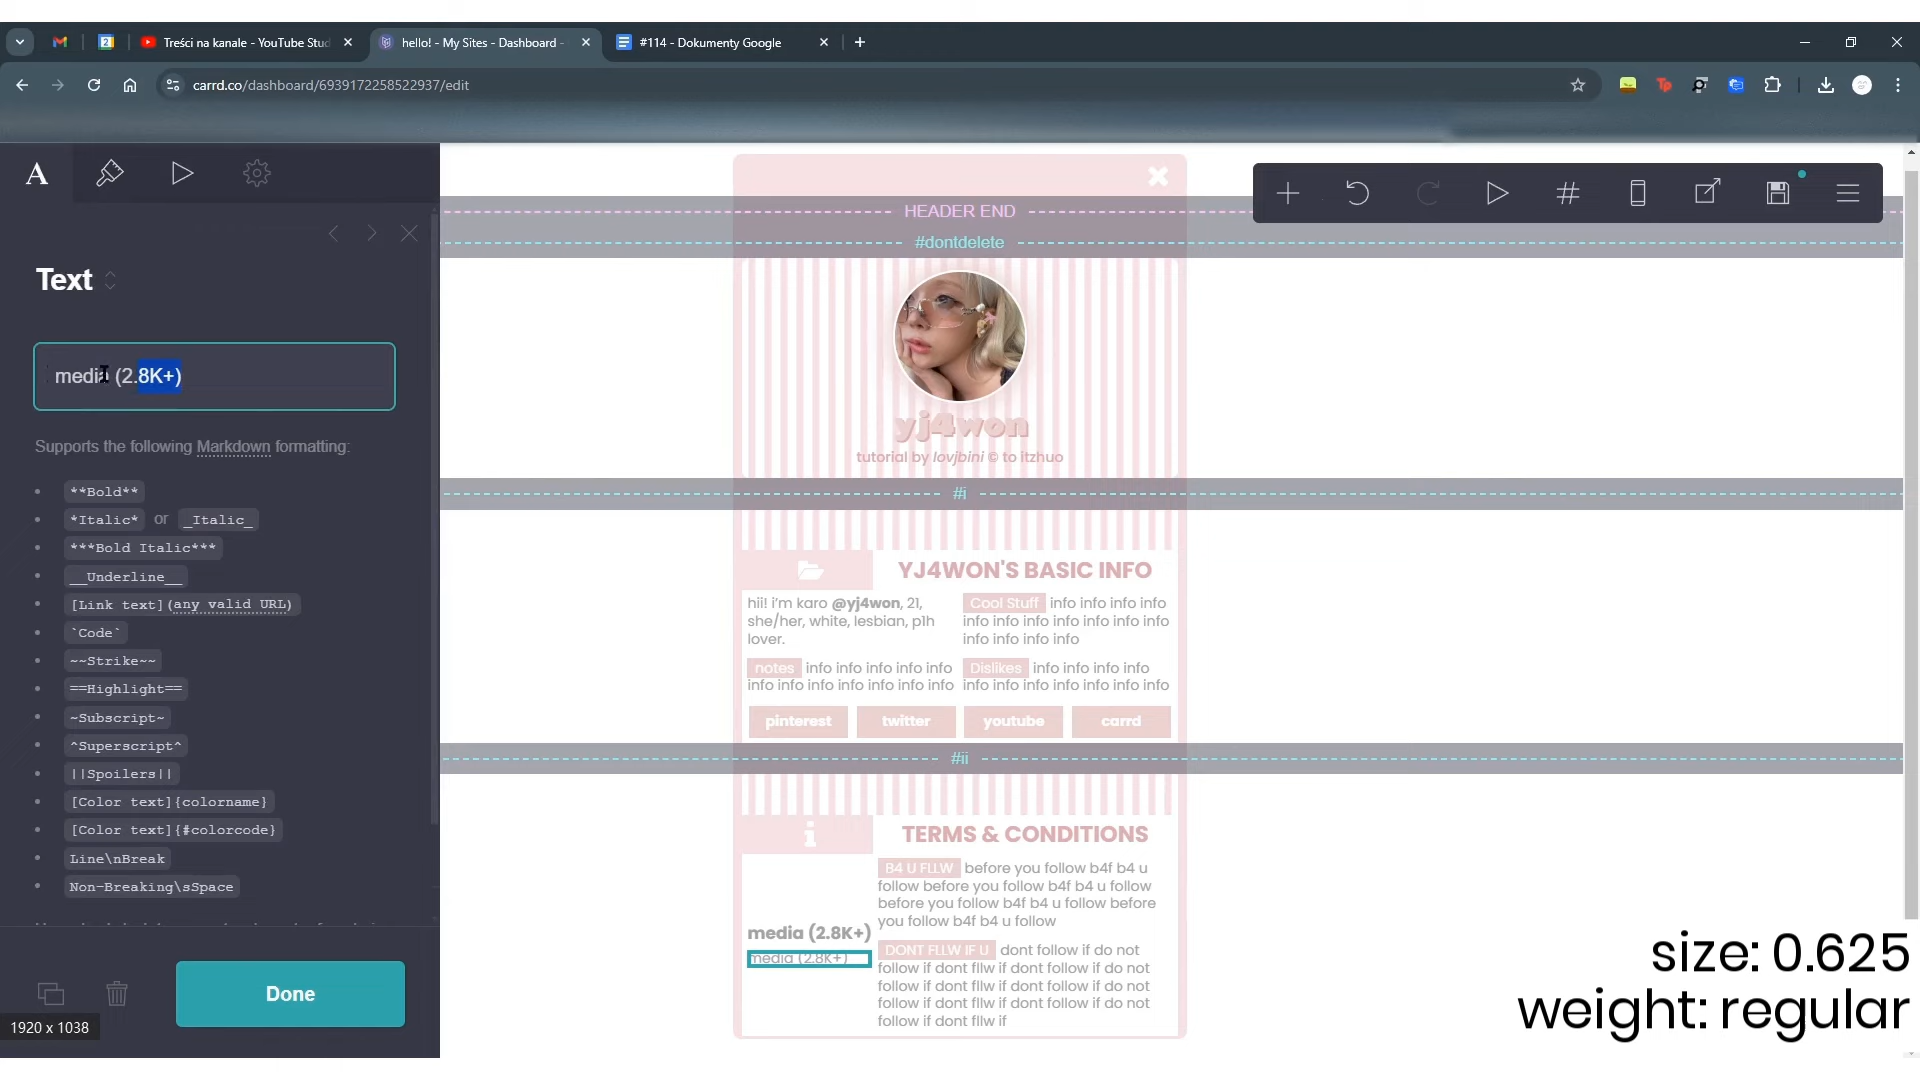 Treści na kanale - YouTube Stu
hello! - My Sites - Dashboard -
#114 - Dokumenty Google
carrd.co/dashboard/6939172258522937/edit
HEADER END
#dontdelete
Text
media (2.8K+)
Supports the following Markdown formatting:
**Bold**
*Italic* or _Italic_
***Bold Italic***
__Underline__
[Link text](any valid URL)
`Code`
~~Strike~~
==Highlight==
~Subscript~
^Superscript^
||Spoilers||
[Color text]{colorname}
[Color text]{#colorcode}
Line\nBreak
Non-Breaking\sSpace
Done
1920 x 1038
yj4won
tutorial by lovjbini © to itzhuo
#i
YJ4WON'S BASIC INFO
hii! i'm karo @yj4won, 21,
she/her, white, lesbian, p1h
lover.
Cool Stuff info info info info
info info info info info info info
info info info info
notes info info info info info
info info info info info info info
Dislikes info info info info
info info info info info info info
pinterest twitter youtube carrd
#ii
TERMS & CONDITIONS
media (2.8K+)
media (2.8K+)
B4 U FLLW before you follow b4f b4 u
follow before you follow b4f b4 u follow
before you follow b4f b4 u follow before
you follow b4f b4 u follow
DONT FLLW IF U dont follow if do not
follow if dont fllw if dont follow if do not
follow if dont fllw if dont follow if do not
follow if dont fllw if dont follow if do not
follow if dont fllw if
size: 0.625
weight: regular